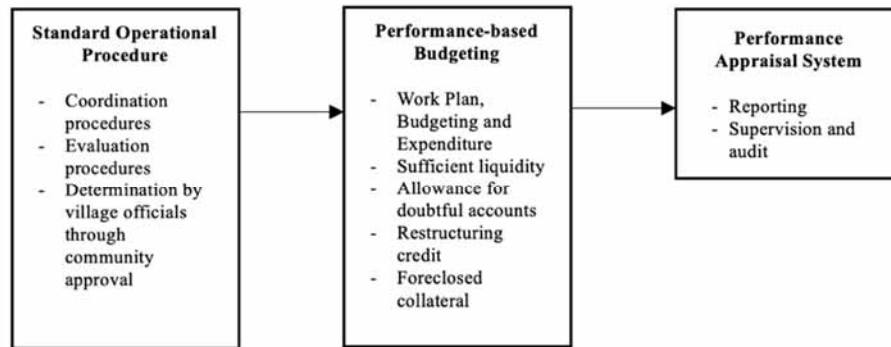 Standard Operational
Procedure
- Coordination
procedures
- Evaluation
procedures
- Determination by
village officials
through
community
approval
Performance-based
Budgeting
- Work Plan,
Budgeting and
Expenditure
- Sufficient liquidity
- Allowance for
doubtful accounts
- Restructuring
credit
- Foreclosed
collateral
Performance
Appraisal System
- Reporting
- Supervision and
audit